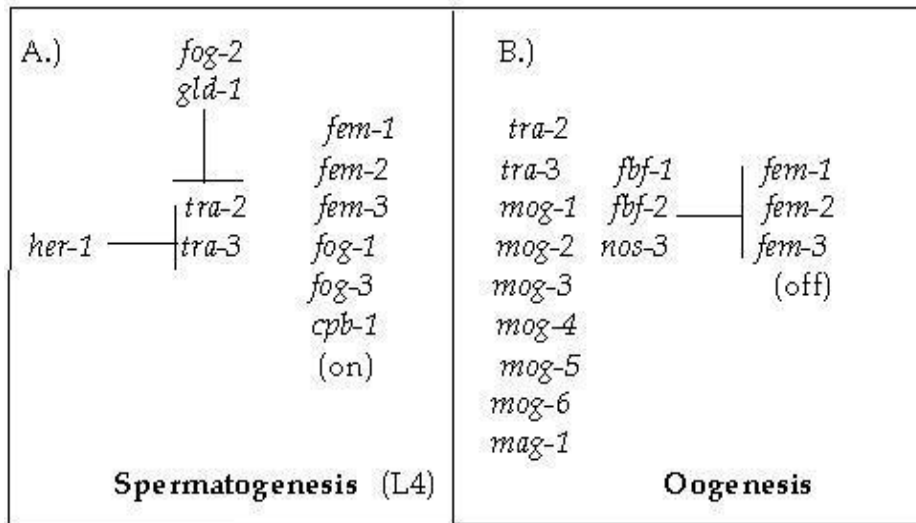 A.)
fog-2
gld-1
fem-1
fem-2
tra-2 fem-3
her-1 tra-3 fog-1
fog-3
cpb-1
(on)
Spermatogenesis (L4)
B.)
tra-2
tra-3 fbf-1 fem-1
mog-1 fbf-2 fem-2
mog-2 nos-3 fem-3
mog-3 (off)
mog-4
mog-5
mog-6
mag-1
Oogenesis